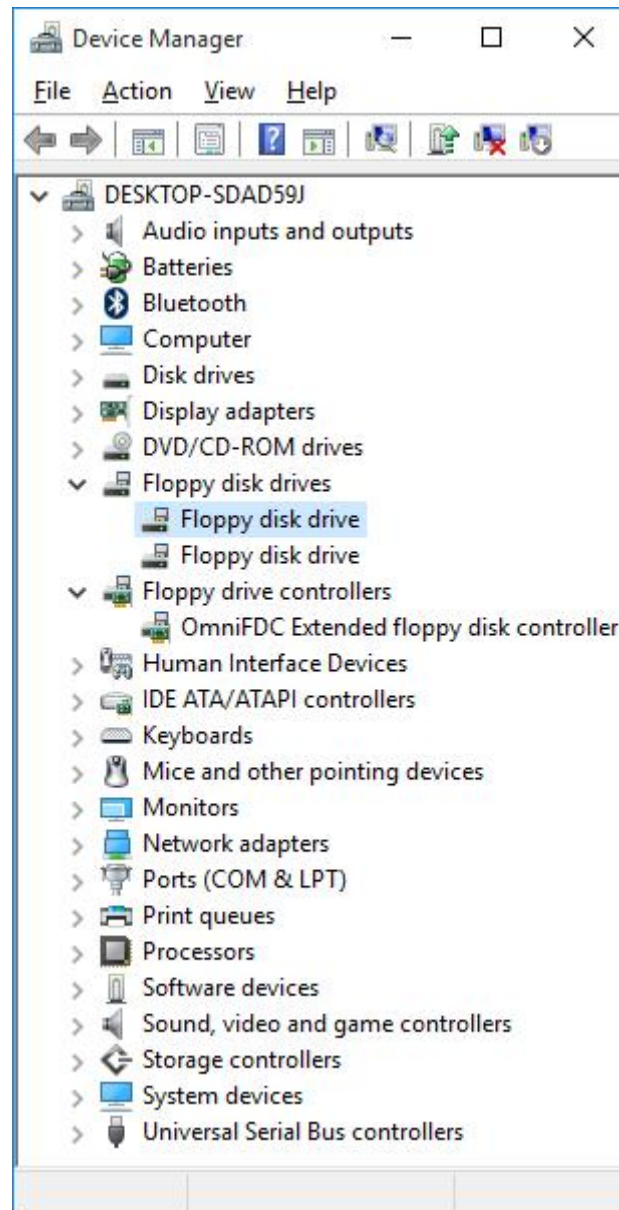 Device Manager
File Action View Help
DESKTOP-SDAD59J
Audio inputs and outputs
Batteries
Bluetooth
Computer
Disk drives
Display adapters
DVD/CD-ROM drives
Floppy disk drives
Floppy disk drive
Floppy disk drive
Floppy drive controllers
OmniFDC Extended floppy disk controller
Human Interface Devices
IDE ATA/ATAPI controllers
Keyboards
Mice and other pointing devices
Monitors
Network adapters
Ports (COM & LPT)
Print queues
Processors
Software devices
Sound, video and game controllers
Storage controllers
System devices
Universal Serial Bus controllers